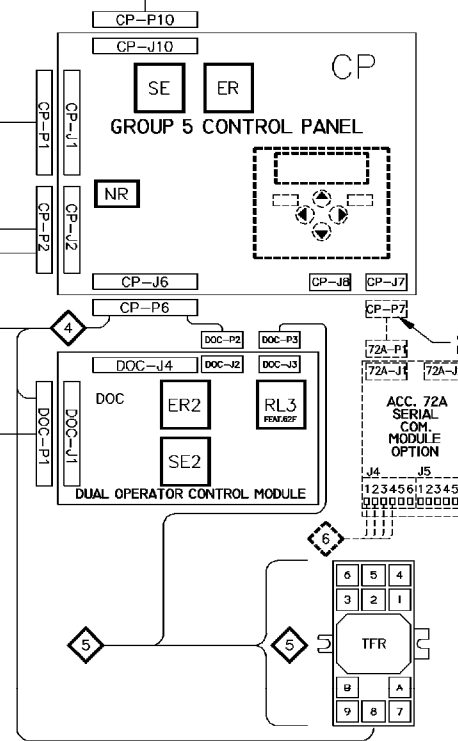 CP-P10
CP-J10
CP
SE
ER
GROUP 5 CONTROL PANEL
CP-P1
CP-J1
NR
CP-P2
CP-J2
CP-J6
CP-J8
CP-J7
CP-P6
CP-P7
4
DOC-P2
DOC-P3
72A-P1
DOC-J4
DOC-J2
DOC-J3
72A-J1
72A-J
DOC
ER2
RL3
FEAT.62F
ACC. 72A
SERIAL
COM.
MODULE
OPTION
DOC-P1
DOC-J1
SE2
J4
J5
DUAL OPERATOR CONTROL MODULE
123456
12345
6
6 5 4
3 2 1
5
5
TFR
B A
9 8 7